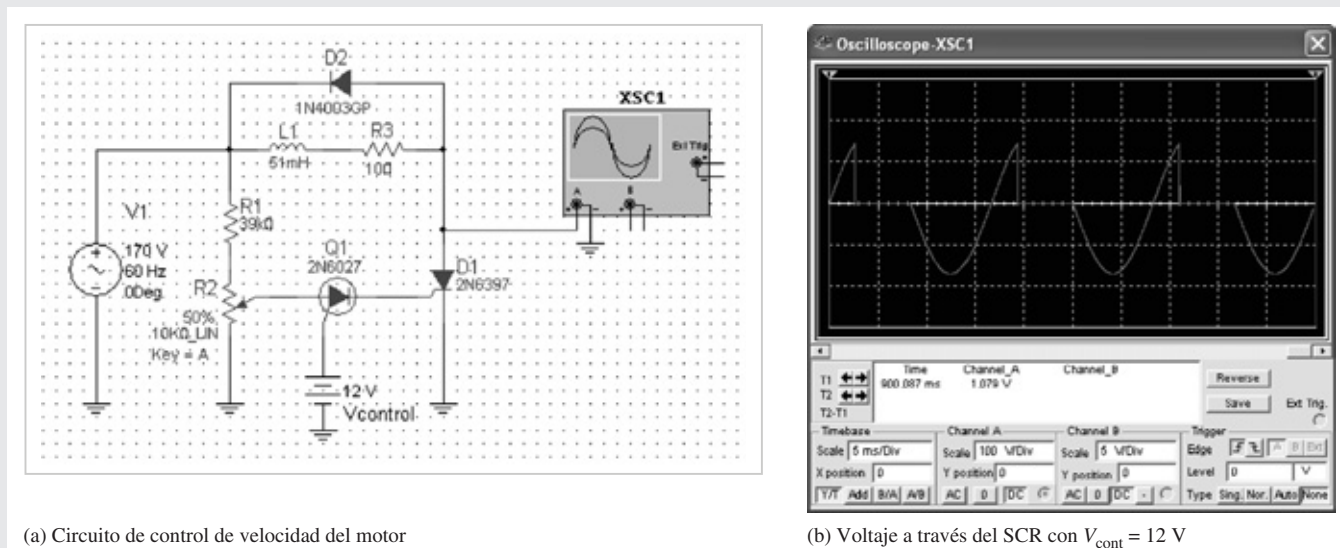 D2
1N4003GP
L1
51mH
R3
10Ω
XSC1
Ext Trig
A
B
V1
170 V
60 Hz
0Deg
R1
39kΩ
R2
50%
10KΩ_LIN
Key = A
Q1
2N6027
D1
2N6397
12 V
Vcontrol
(a) Circuito de control de velocidad del motor
Oscilloscope-XSC1
Time Channel_A Channel_B
T1 900.087 ms 1.079 V
T2
T2-T1
Reverse
Save
Ext Trig.
Timebase
Scale 5 ms/Div
X position 0
Y/T Add B/A A/B
Channel A
Scale 100 V/Div
Y position 0
AC 0 DC
Channel B
Scale 5 V/Div
Y position 0
AC 0 DC -
Trigger
Edge A B Ext
Level 0 V
Type Sing. Nor. Auto None
(b) Voltaje a través del SCR con Vcont = 12 V